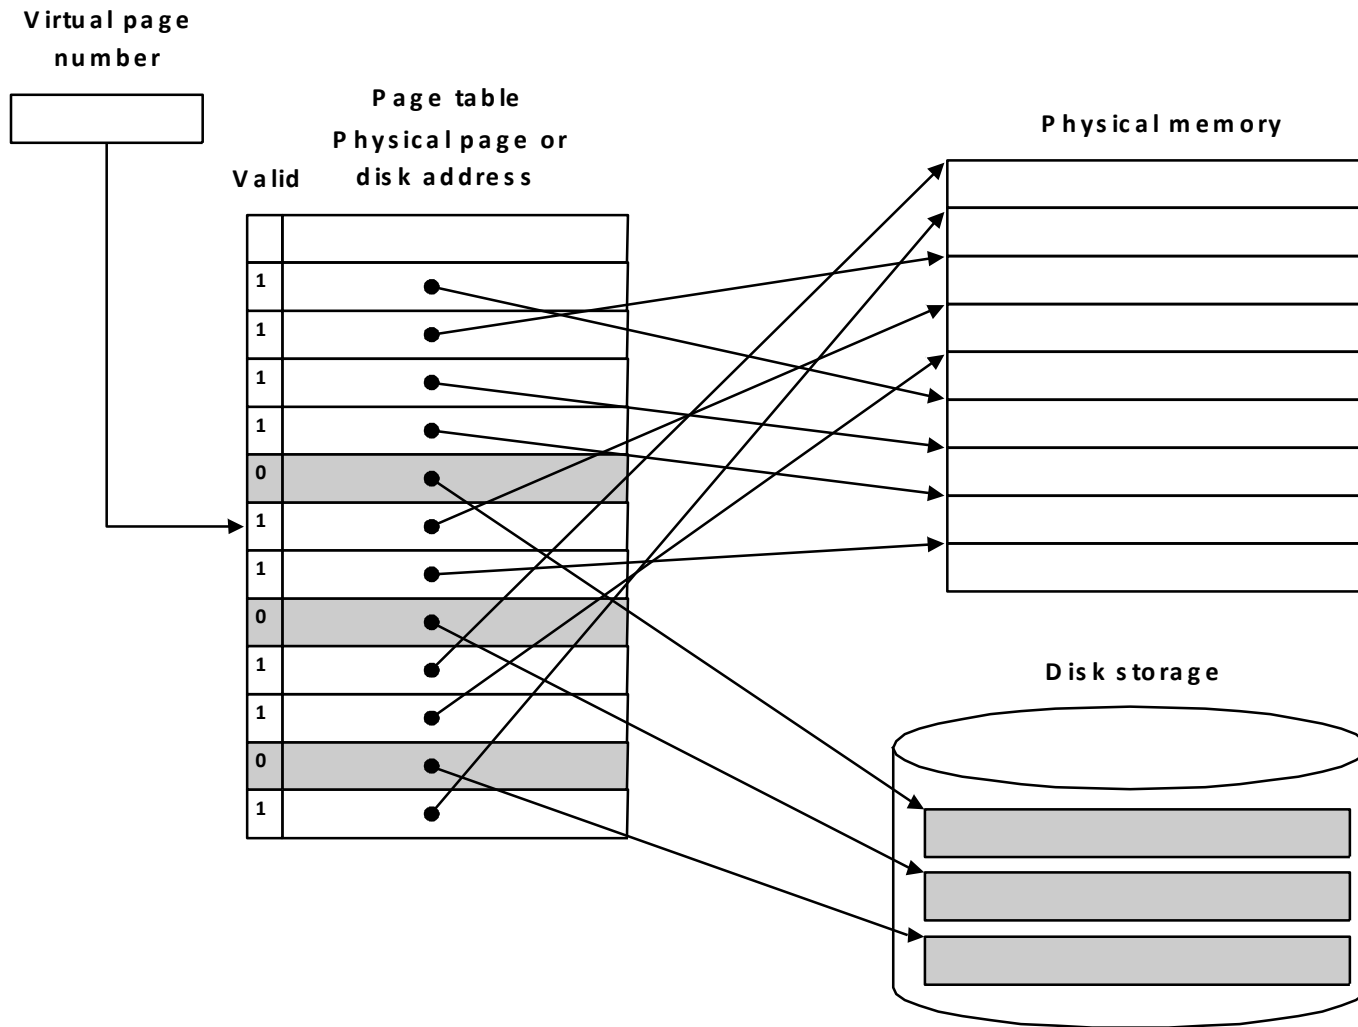 Virtual page
number
Page table
Physical page or
disk address
Valid
Physical memory
1
1
1
1
0
1
1
0
1
1
0
1
Disk storage